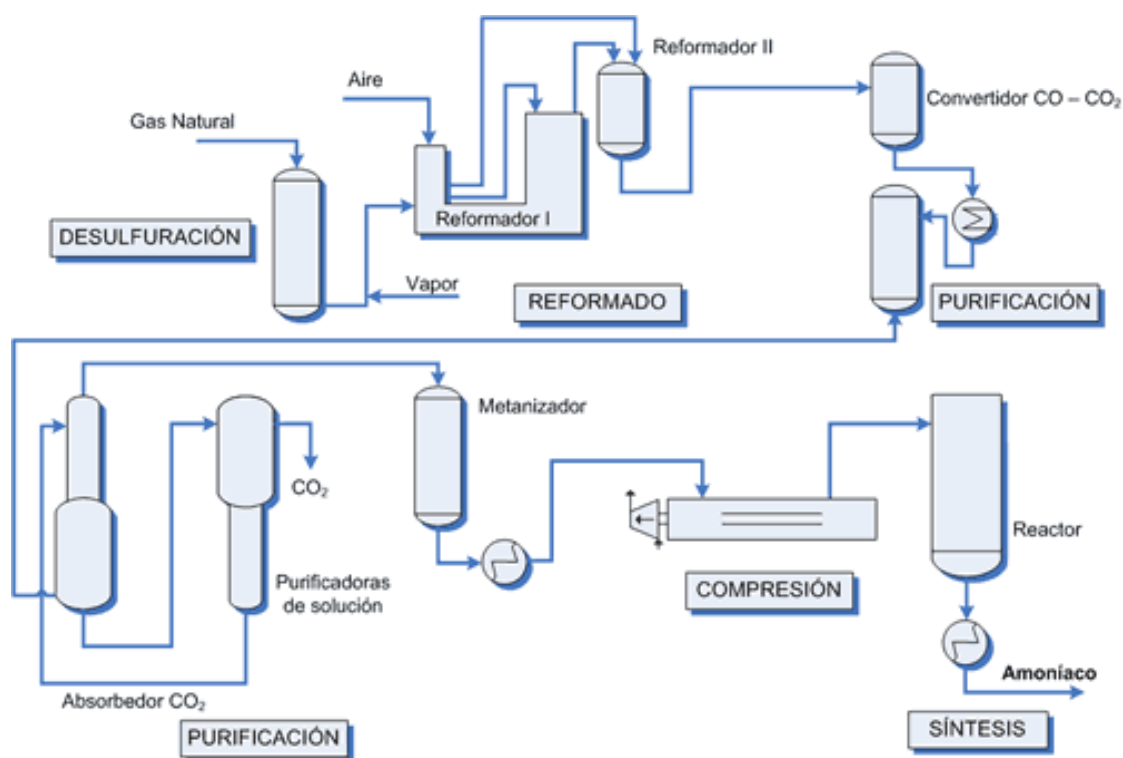 Reformador II
Aire
Convertidor CO – CO₂
Gas Natural
Reformador I
DESULFURACIÓN
Vapor
REFORMADO
PURIFICACIÓN
Metanizador
CO₂
Reactor
Purificadoras
de solución
COMPRESIÓN
Amoníaco
Absorbedor CO₂
PURIFICACIÓN
SÍNTESIS